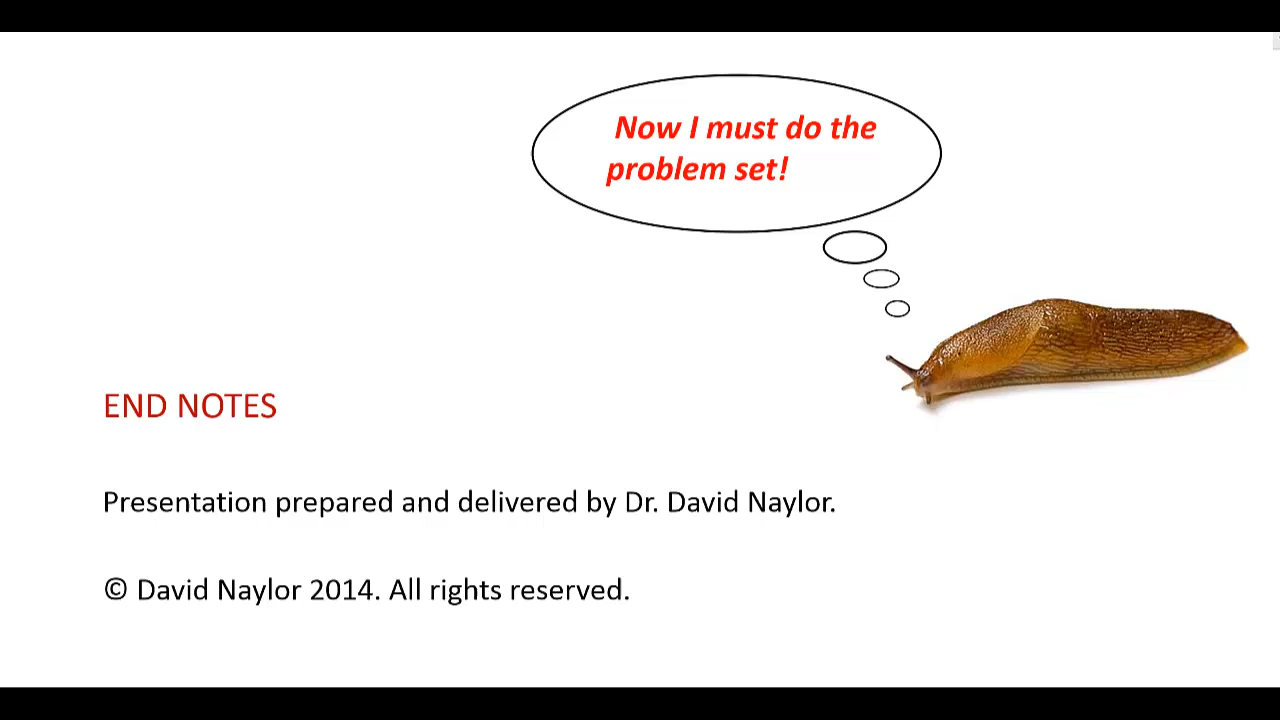 Now I must do the
problem set!
END NOTES
Presentation prepared and delivered by Dr. David Naylor.
© David Naylor 2014. All rights reserved.